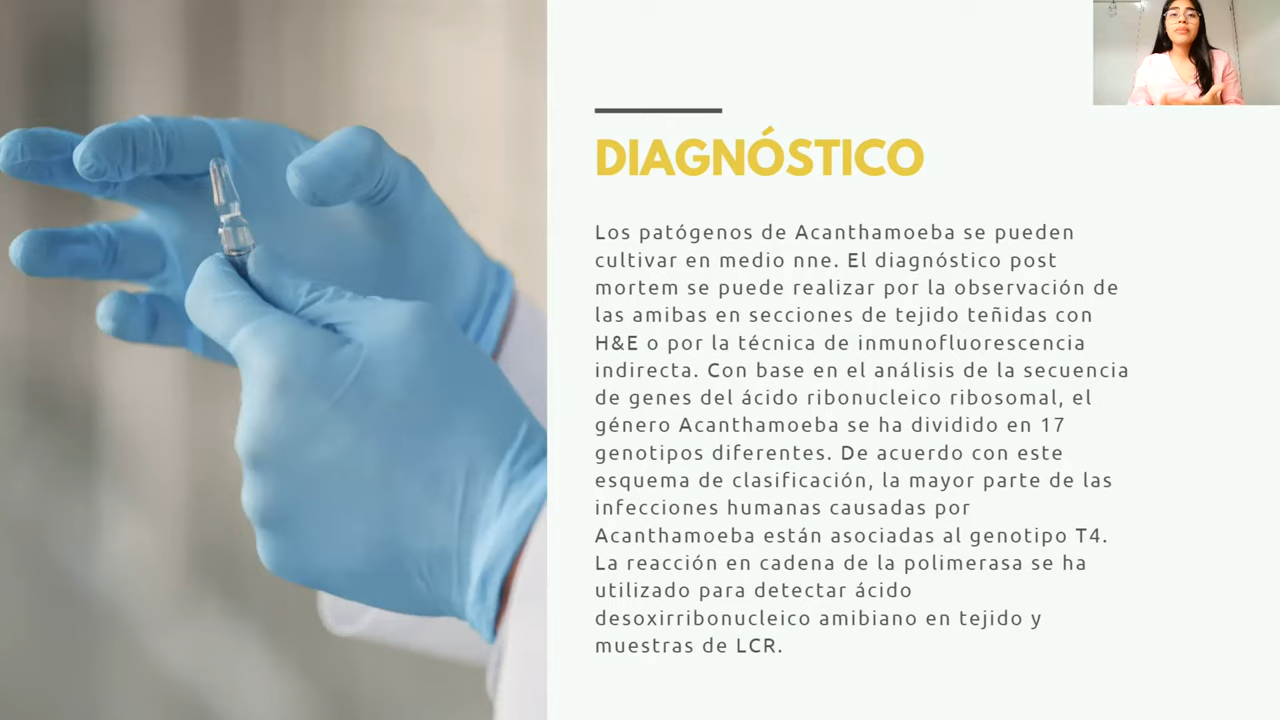 DIAGNÓSTICO
Los patógenos de Acanthamoeba se pueden
cultivar en medio nne. El diagnóstico post
mortem se puede realizar por la observación de
las amibas en secciones de tejido teñidas con
H&E o por la técnica de inmunofluorescencia
indirecta. Con base en el análisis de la secuencia
de genes del ácido ribonucleico ribosomal, el
género Acanthamoeba se ha dividido en 17
genotipos diferentes. De acuerdo con este
esquema de clasificación, la mayor parte de las
infecciones humanas causadas por
Acanthamoeba están asociadas al genotipo T4.
La reacción en cadena de la polimerasa se ha
utilizado para detectar ácido
desoxirribonucleico amibiano en tejido y
muestras de LCR.